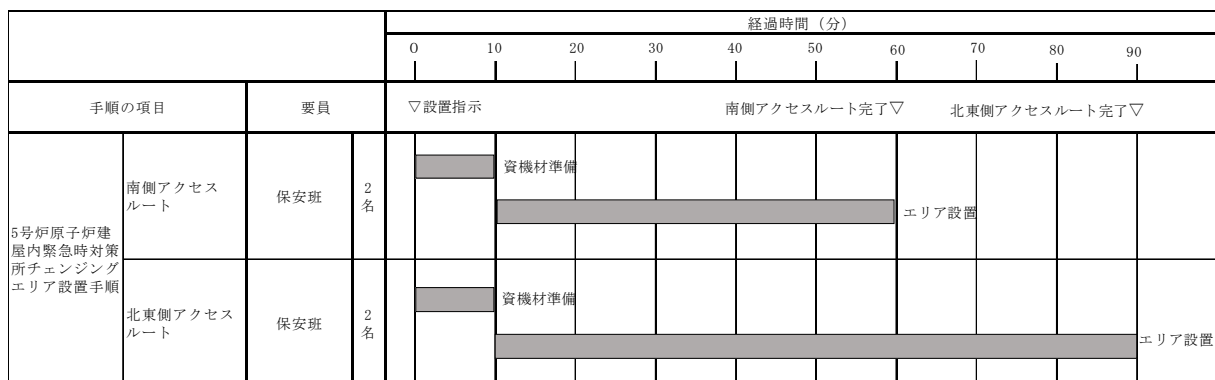 経過時間（分）
0 10 20 30 40 50 60 70 80 90
手順の項目 要員 ▽設置指示 南側アクセスルート完了▽ 北東側アクセスルート完了▽
5号炉原子炉建
屋内緊急時対策
所チェンジング
エリア設置手順
南側アクセス
ルート
保安班
2
名
資機材準備
エリア設置
北東側アクセス
ルート
保安班
2
名
資機材準備
エリア設置